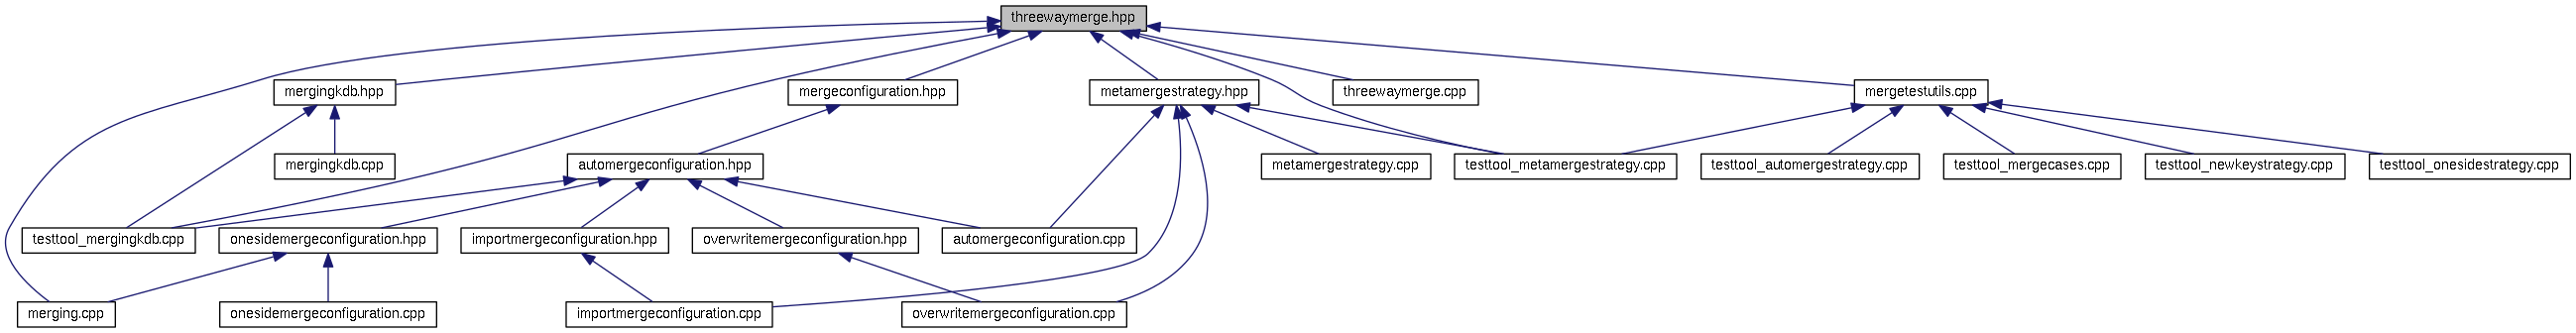 threewaymerge.hpp
mergingkdb.hpp
mergeconfiguration.hpp
metamergestrategy.hpp
threewaymerge.cpp
mergetestutils.cpp
mergingkdb.cpp
automergeconfiguration.hpp
metamergestrategy.cpp
testtool_metamergestrategy.cpp
testtool_automergestrategy.cpp
testtool_mergecases.cpp
testtool_newkeystrategy.cpp
testtool_onesidestrategy.cpp
testtool_mergingkdb.cpp
onesidemergeconfiguration.hpp
importmergeconfiguration.hpp
overwritemergeconfiguration.hpp
automergeconfiguration.cpp
merging.cpp
onesidemergeconfiguration.cpp
importmergeconfiguration.cpp
overwritemergeconfiguration.cpp